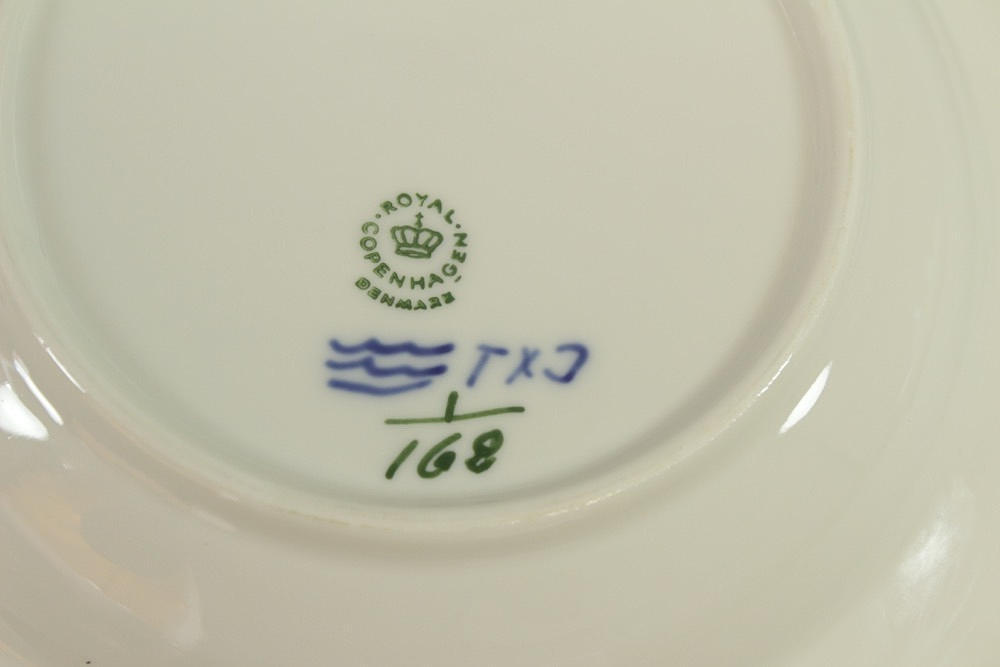 ROYAL
COPENHAGEN
DENMARK
TXJ
1
168